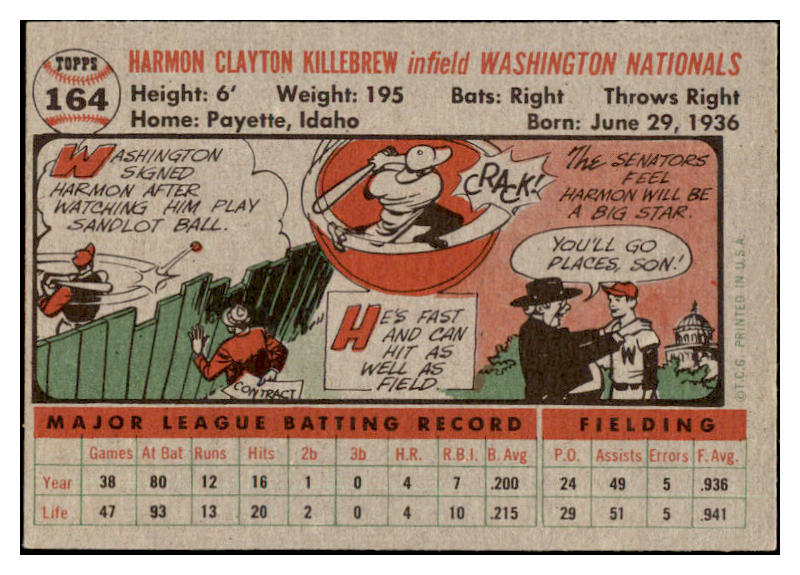 TOPPS
164
HARMON CLAYTON KILLEBREW infield WASHINGTON NATIONALS
Height: 6' Weight: 195 Bats: Right Throws Right
Home: Payette, Idaho Born: June 29, 1936
WASHINGTON
SIGNED
HARMON AFTER
WATCHING HIM PLAY
SANDLOT BALL.
CONTRACT
CRACK!
HE'S FAST
AND CAN
HIT AS
WELL AS
FIELD.
THE SENATORS
FEEL
HARMON WILL BE
A BIG STAR.
YOU'LL GO
PLACES, SON!
W
©T.C.G. PRINTED IN U.S.A.
MAJOR LEAGUE BATTING RECORD FIELDING
Games At Bat Runs Hits 2b 3b H.R. R.B.I. B. Avg P.O. Assists Errors F. Avg.
Year 38 80 12 16 1 0 4 7 .200 24 49 5 .936
Life 47 93 13 20 2 0 4 10 .215 29 51 5 .941